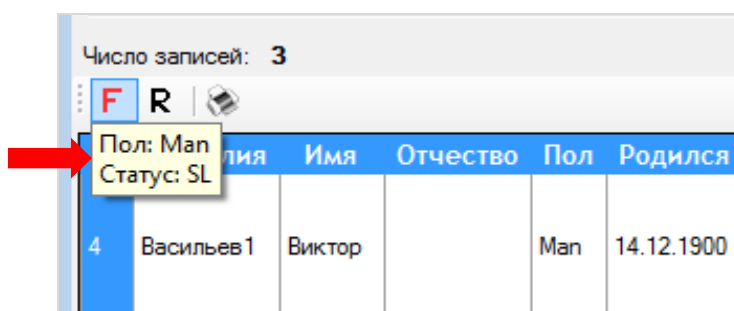 Число записей: 3
F R
Пол: Man
Статус: SL
лия Имя Отчество Пол Родился
4 Васильев1 Виктор Man 14.12.1900